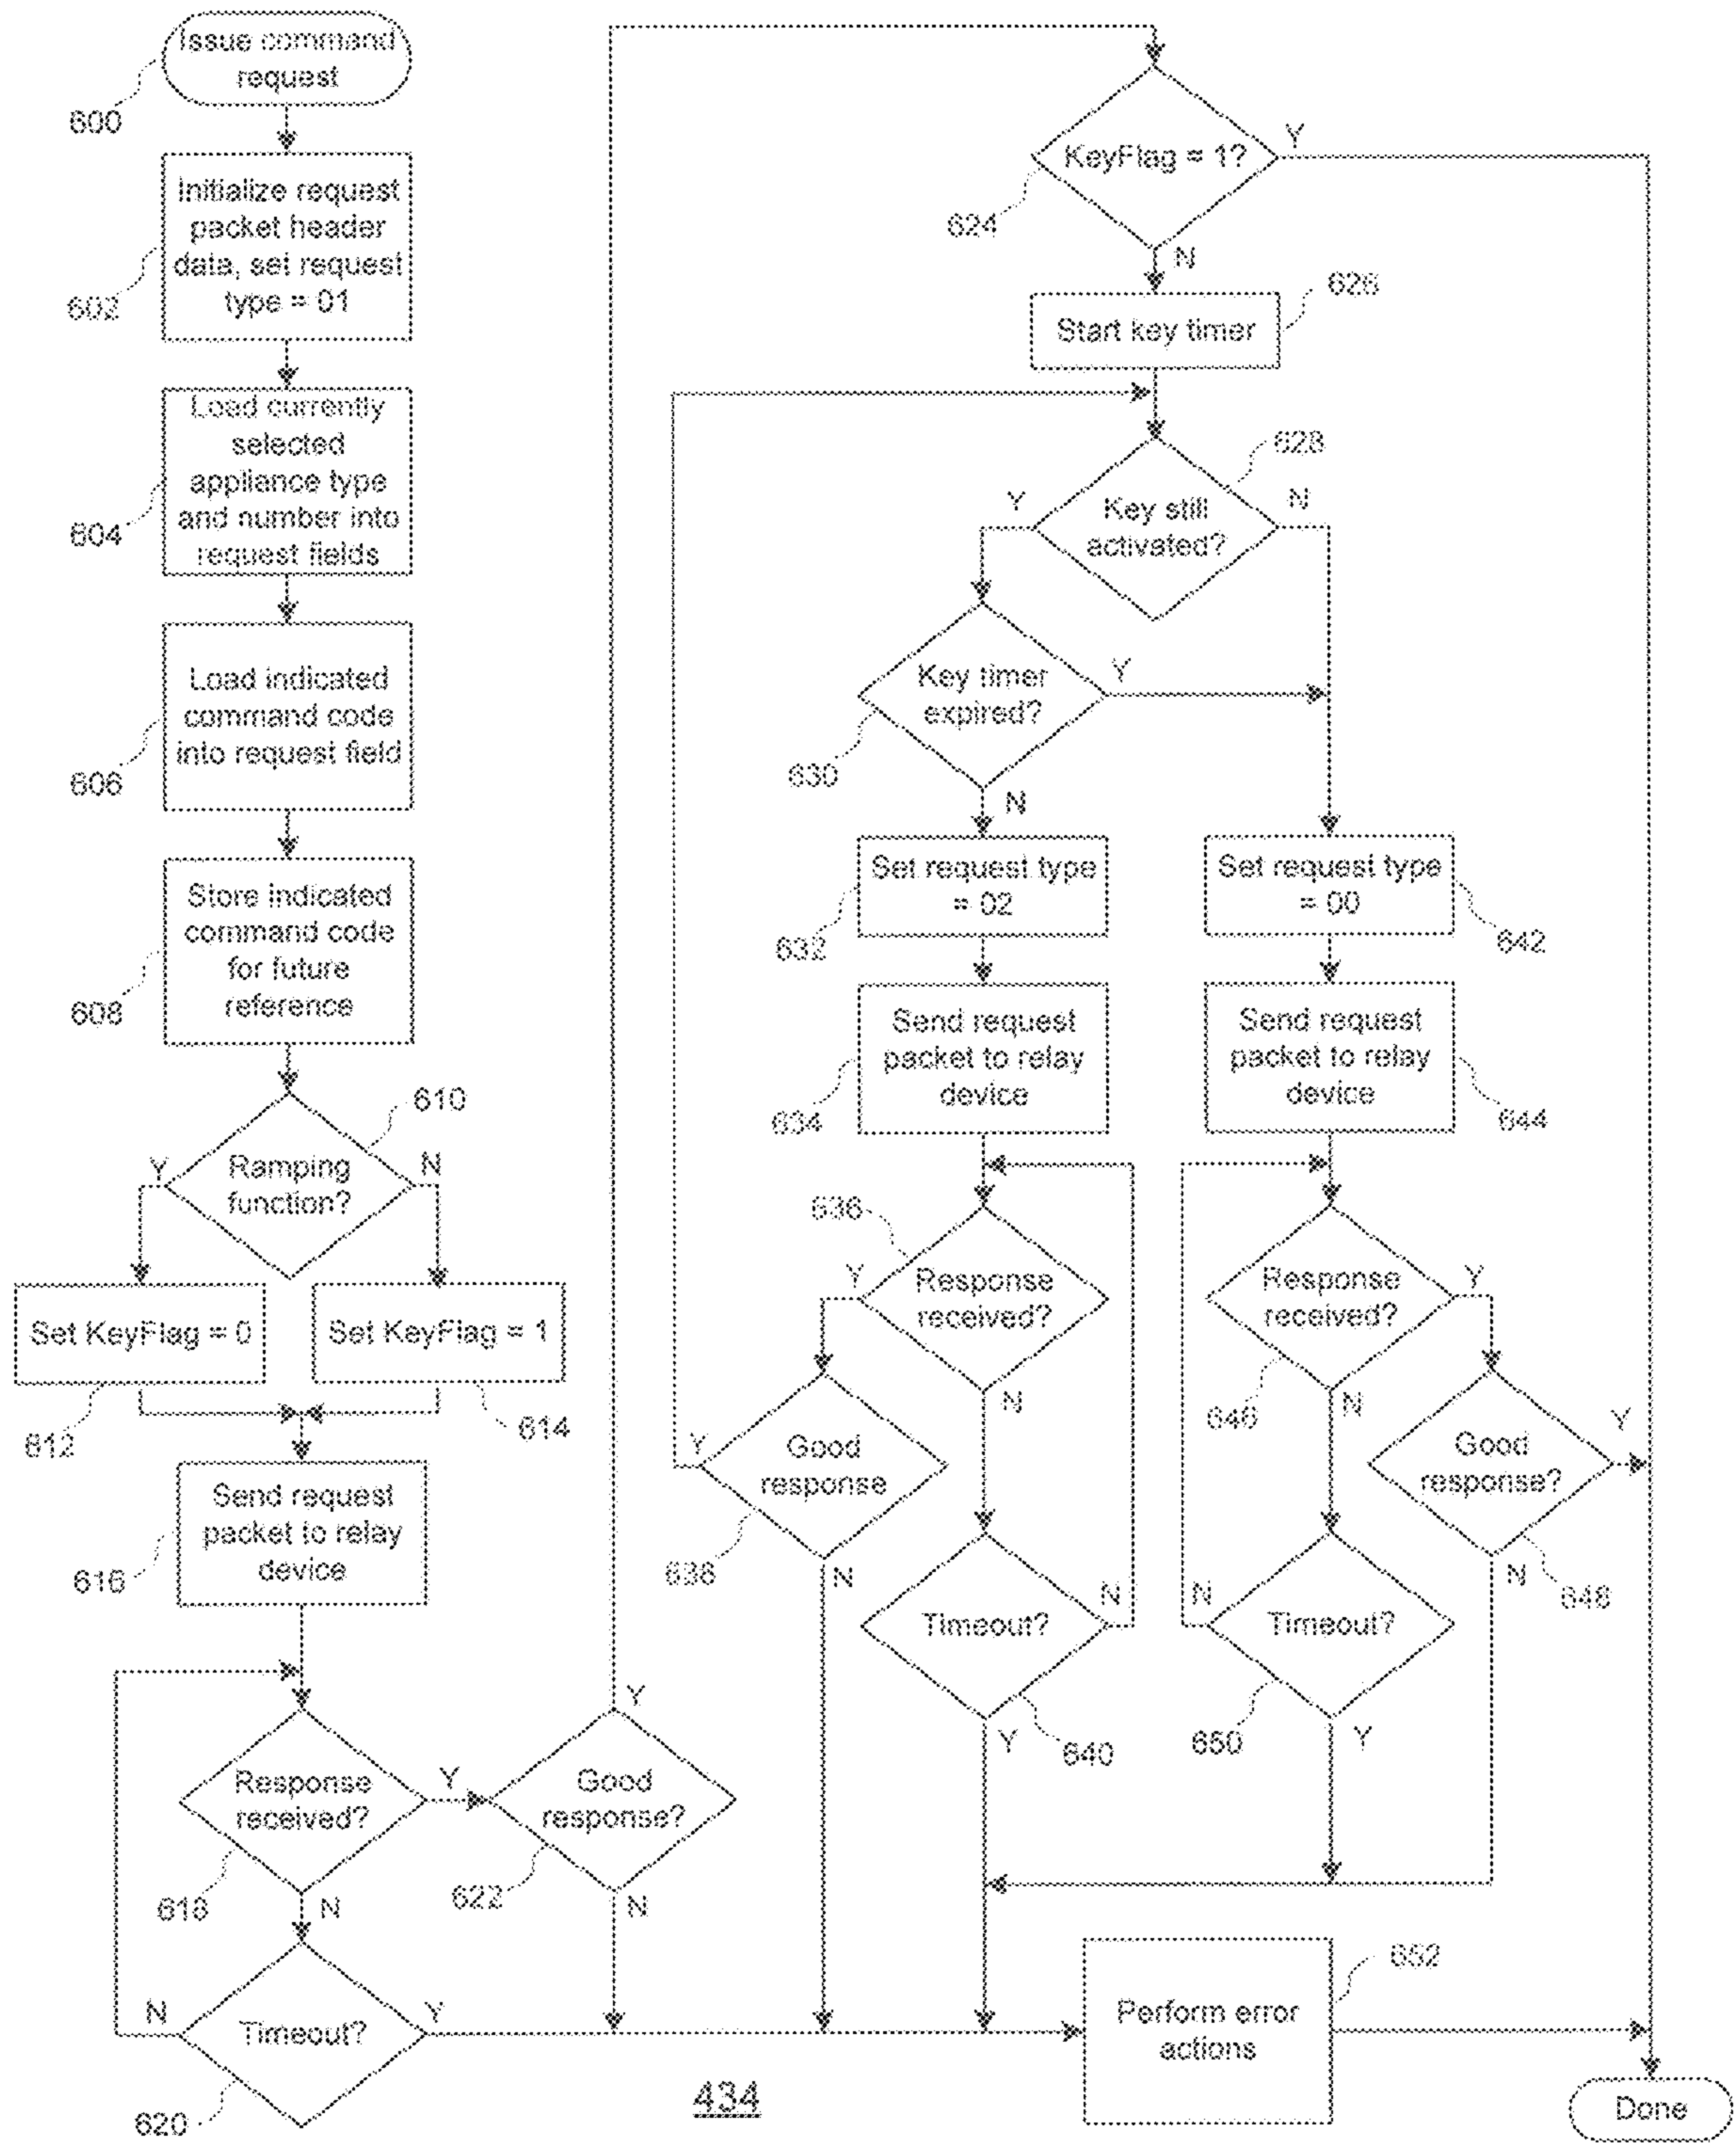 Issue command
request
600
Initialize request
packet header
data, set request
type = 01
602
Load currently
selected
appliance type
and number into
request fields
604
Load indicated
command code
into request field
606
Store indicated
command code
for future
reference
608
610
Ramping
function?
Y
N
Set KeyFlag = 0
Set KeyFlag = 1
612
614
Send request
packet to relay
device
616
Response
received?
Y
618
N
Timeout?
N
Y
620
Good
response?
Y
622
N
KeyFlag = 1?
Y
624
N
626
Start key timer
628
Key still
activated?
Y
N
Key timer
expired?
Y
630
N
Set request type
= 02
632
Send request
packet to relay
device
634
636
Response
received?
Y
N
Good
response
Y
638
N
Timeout?
N
640
Y
Set request type
= 00
642
Send request
packet to relay
device
644
Response
received?
Y
646
N
Good
response?
Y
648
N
Timeout?
N
650
Y
652
Perform error
actions
Done
434